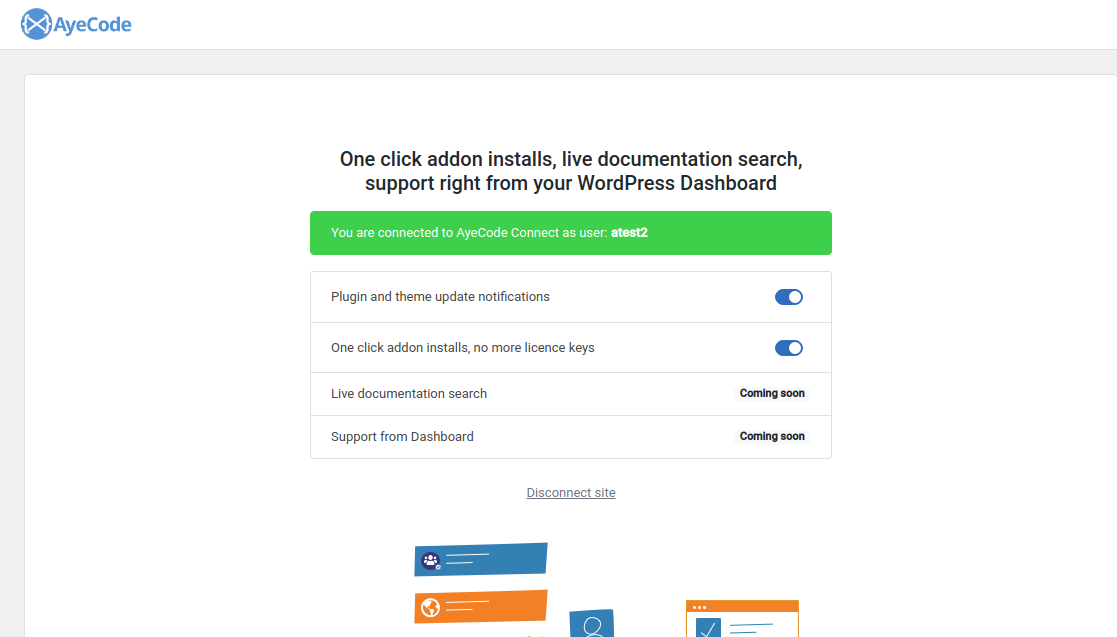 AyeCode
One click addon installs, live documentation search,
support right from your WordPress Dashboard
You are connected to AyeCode Connect as user: atest2
Plugin and theme update notifications
One click addon installs, no more licence keys
Live documentation search Coming soon
Support from Dashboard Coming soon
Disconnect site